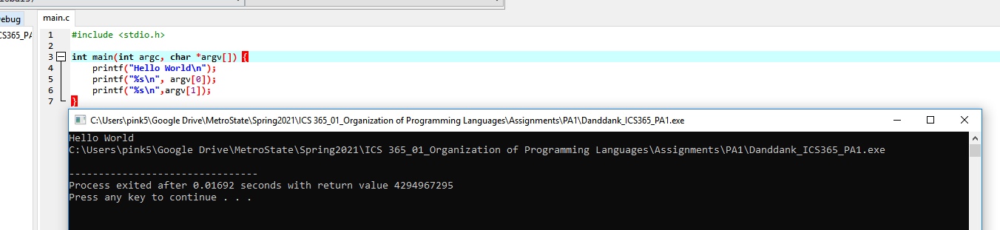 ebug
main.c
CS365_PA1
1 #include <stdio.h>
2
3 int main(int argc, char *argv[]) {
4 printf("Hello World\n");
5 printf("%s\n", argv[0]);
6 printf("%s\n",argv[1]);
7 }
C:\Users\pink5\Google Drive\MetroState\Spring2021\ICS 365_01_Organization of Programming Languages\Assignments\PA1\Danddank_ICS365_PA1.exe
Hello World
C:\Users\pink5\Google Drive\MetroState\Spring2021\ICS 365_01_Organization of Programming Languages\Assignments\PA1\Danddank_ICS365_PA1.exe
--------------------------------
Process exited after 0.01692 seconds with return value 4294967295
Press any key to continue . . .